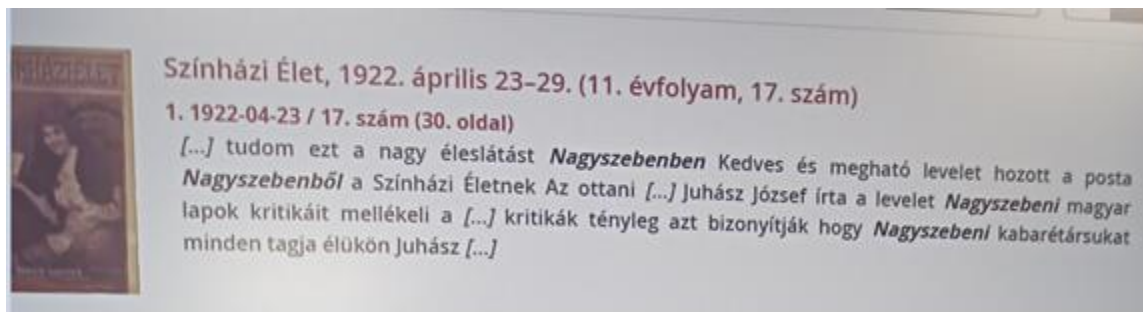 SZÍNHÁZI ÉLET
Színházi Élet, 1922. április 23–29. (11. évfolyam, 17. szám)
1. 1922-04-23 / 17. szám (30. oldal)
[...] tudom ezt a nagy éleslátást Nagyszebenben Kedves és megható levelet hozott a posta
Nagyszebenből a Színházi Életnek Az ottani [...] Juhász József írta a levelet Nagyszebeni magyar
lapok kritikáit mellékeli a [...] kritikák tényleg azt bizonyítják hogy Nagyszebeni kabarétársukat
minden tagja élükön Juhász [...]